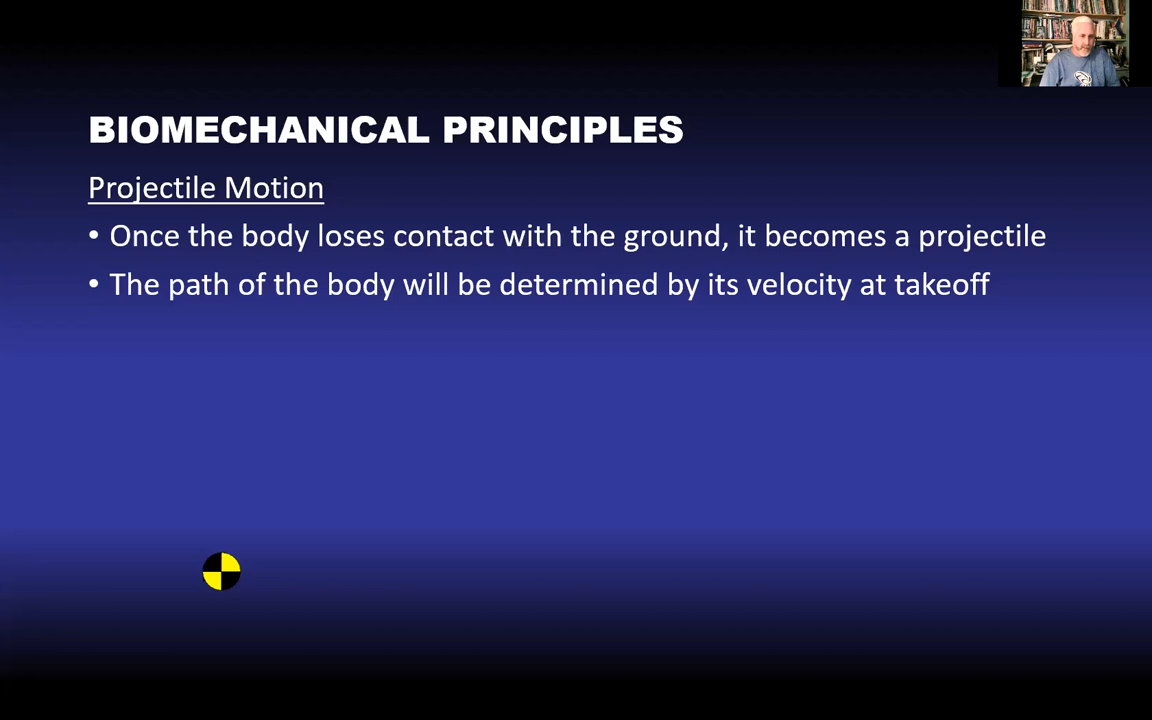 BIOMECHANICAL PRINCIPLES
Projectile Motion
• Once the body loses contact with the ground, it becomes a projectile
• The path of the body will be determined by its velocity at takeoff